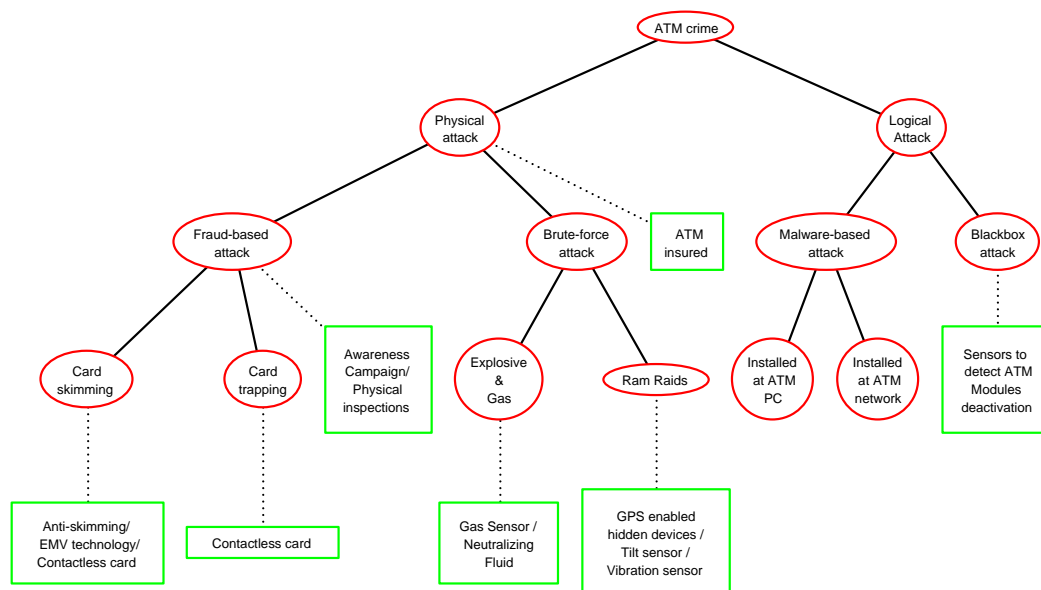 ATM crime
Physical
attack
Logical
Attack
Fraud-based
attack
Brute-force
attack
ATM
insured
Malware-based
attack
Blackbox
attack
Card
skimming
Card
trapping
Awareness
Campaign/
Physical
inspections
Explosive
&
Gas
Ram Raids
Installed
at ATM
PC
Installed
at ATM
network
Sensors to
detect ATM
Modules
deactivation
Anti-skimming/
EMV technology/
Contactless card
Contactless card
Gas Sensor /
Neutralizing
Fluid
GPS enabled
hidden devices /
Tilt sensor /
Vibration sensor